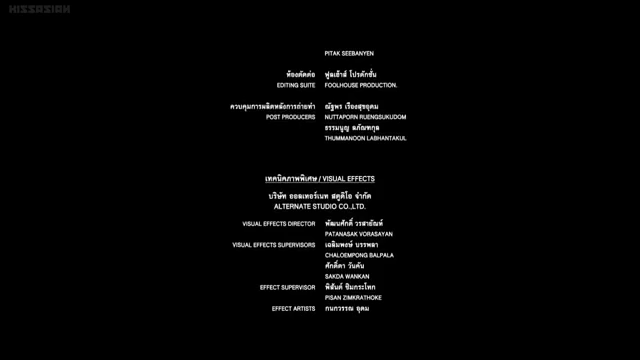 KISSASIAN
PITAK SEEBANYEN
ห้องตัดต่อ ฟูลเฮ้าส์ โปรดักชั่น
EDITING SUITE FOOLHOUSE PRODUCTION.
ควบคุมการผลิตหลังการถ่ายทำ ณัฐพร เรืองสุขอุดม
POST PRODUCERS NUTTAPORN RUENGSUKUDOM
ธรรมนูญ ลภัณฑกุล
THUMMANOON LABHANTAKUL
เทคนิคภาพพิเศษ / VISUAL EFFECTS
บริษัท ออลเทอร์เนท สตูดิโอ จำกัด
ALTERNATE STUDIO CO.,LTD.
VISUAL EFFECTS DIRECTOR พัฒนศักดิ์ วรสายัณห์
PATANASAK VORASAYAN
VISUAL EFFECTS SUPERVISORS เฉลิมพงษ์ บรรพลา
CHALOEMPONG BALPALA
ศักดิ์ดา วันคัน
SAKDA WANKAN
EFFECT SUPERVISOR พิสันต์ ซิมกระโทก
PISAN ZIMKRATHOKE
EFFECT ARTISTS กนกวรรณ อุดม